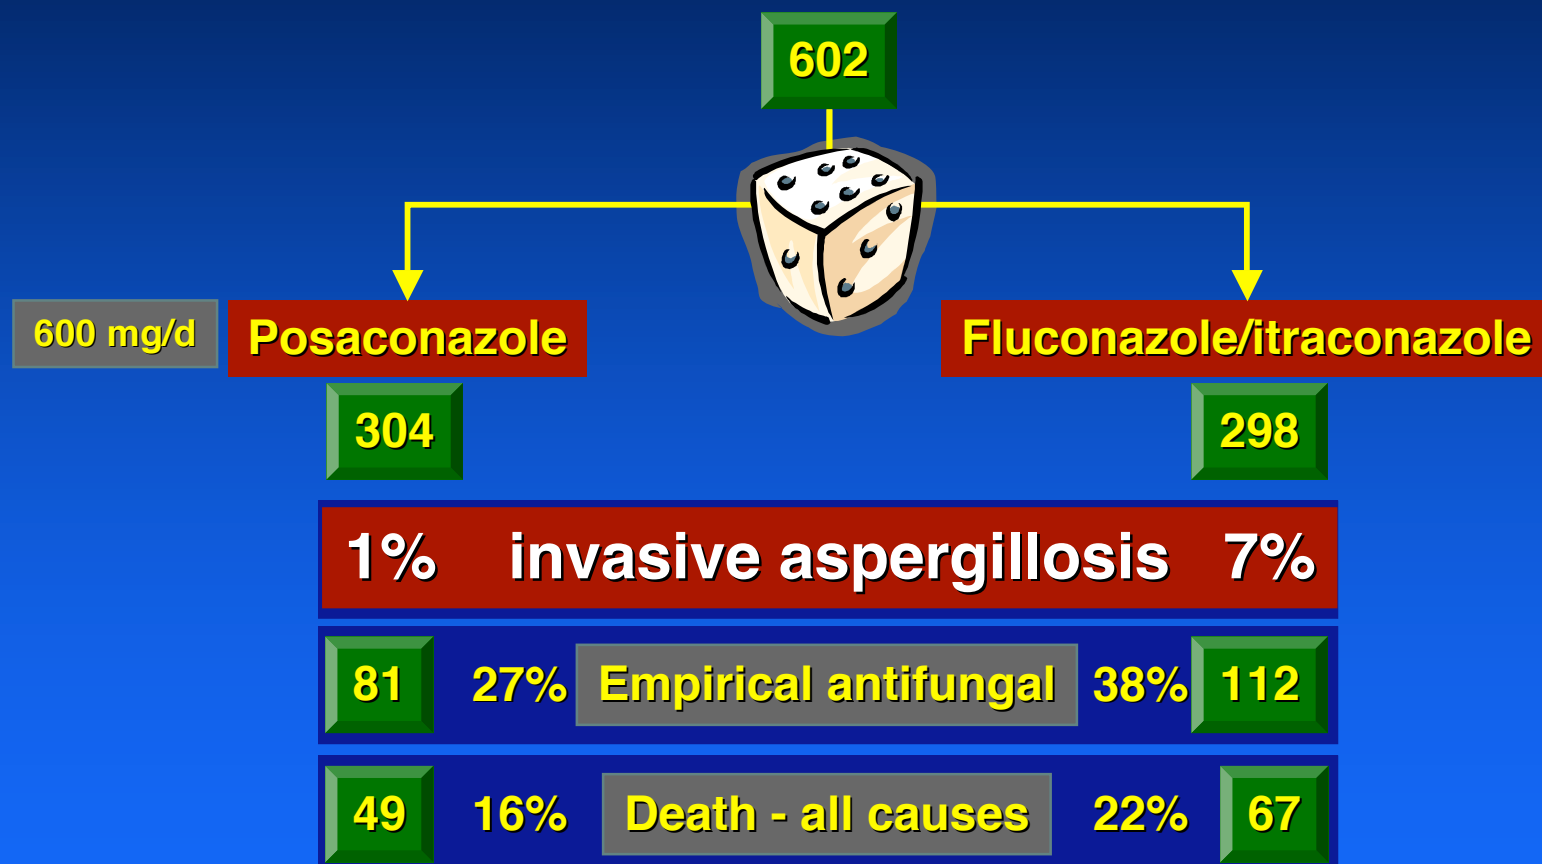 602
600 mg/d Posaconazole Fluconazole/itraconazole
304 298
1% invasive aspergillosis 7%
81 27% Empirical antifungal 38% 112
49 16% Death - all causes 22% 67